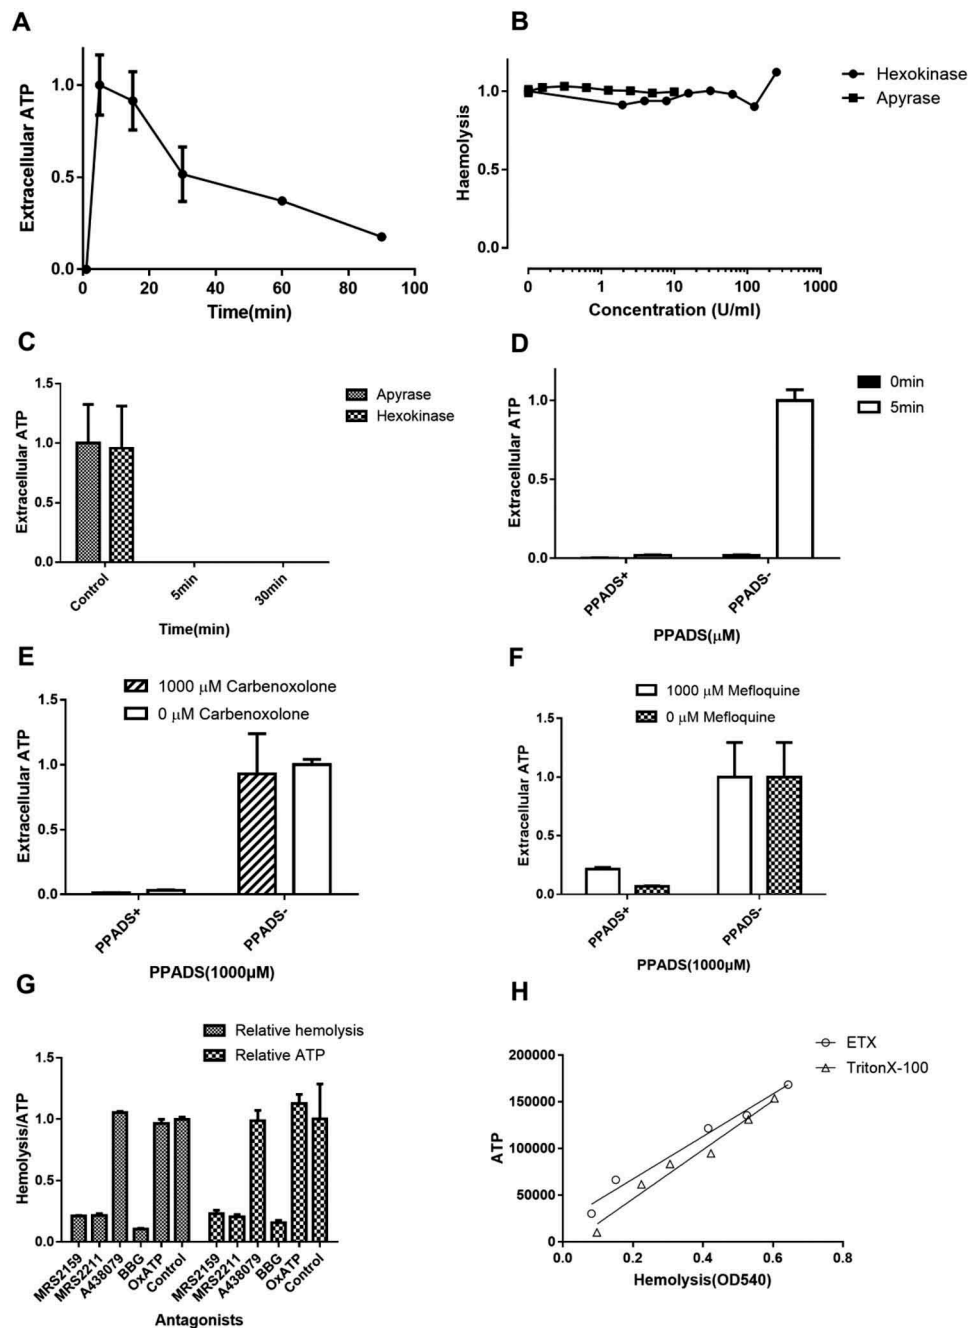 A
Extracellular ATP
1.0
0.5
0.0
0 20 40 60 80 100
Time(min)
B
Haemolysis
1.0
0.5
0.0
0 1 10 100 1000
Concentration (U/ml)
Hexokinase
Apyrase
C
Extracellular ATP
1.5
1.0
0.5
0.0
Control 5min 30min
Time(min)
Apyrase
Hexokinase
D
Extracellular ATP
1.0
0.5
0.0
PPADS+ PPADS-
PPADS(μM)
0min
5min
E
1000 μM Carbenoxolone
0 μM Carbenoxolone
Extracellular ATP
1.5
1.0
0.5
0.0
PPADS+ PPADS-
PPADS(1000μM)
F
1000 μM Mefloquine
0 μM Mefloquine
Extracellular ATP
1.5
1.0
0.5
0.0
PPADS+ PPADS-
PPADS(1000μM)
G
Relative hemolysis
Relative ATP
Hemolysis/ATP
1.5
1.0
0.5
0.0
MRS2159 MRS2211 A438079 BBG OxATP Control MRS2159 MRS2211 A438079 BBG OxATP Control
Antagonists
H
ETX
TritonX-100
ATP
200000
150000
100000
50000
0
0.0 0.2 0.4 0.6 0.8
Hemolysis(OD540)